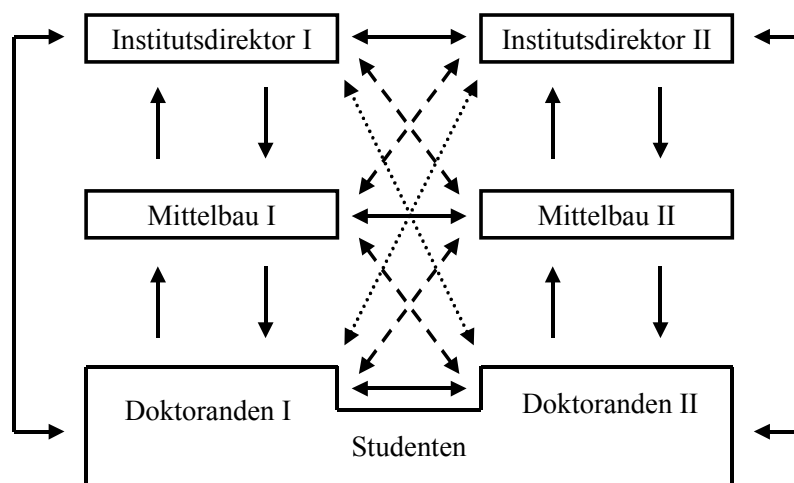 Institutsdirektor I
Institutsdirektor II
Mittelbau I
Mittelbau II
Doktoranden I
Doktoranden II
Studenten